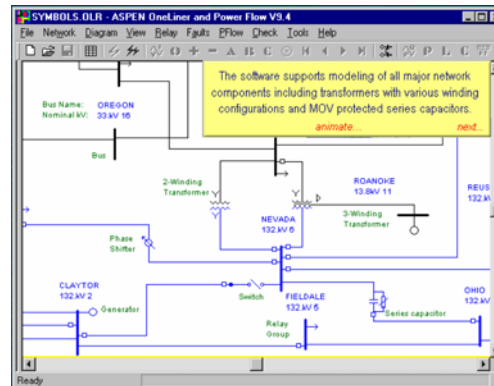 SYMBOLS.OLR - ASPEN OneLiner and Power Flow V9.4
File Network Diagram View Relay Faults PFlow Check Tools Help
The software supports modeling of all major network
components including transformers with various winding
configurations and MOV protected series capacitors.
animate... next...
Bus Name: OREGON
Nominal kV: 33.kV 16
Bus
2-Winding
Transformer
ROANOKE
13.8kV 11
REUS
132.kV
NEVADA
132.kV 6
3-Winding
Transformer
Phase
Shifter
CLAYTOR
132.kV 2
Generator
Switch
FIELDALE
132.kV 5
Series capacitor
OHIO
132.kV
Relay
Group
Ready